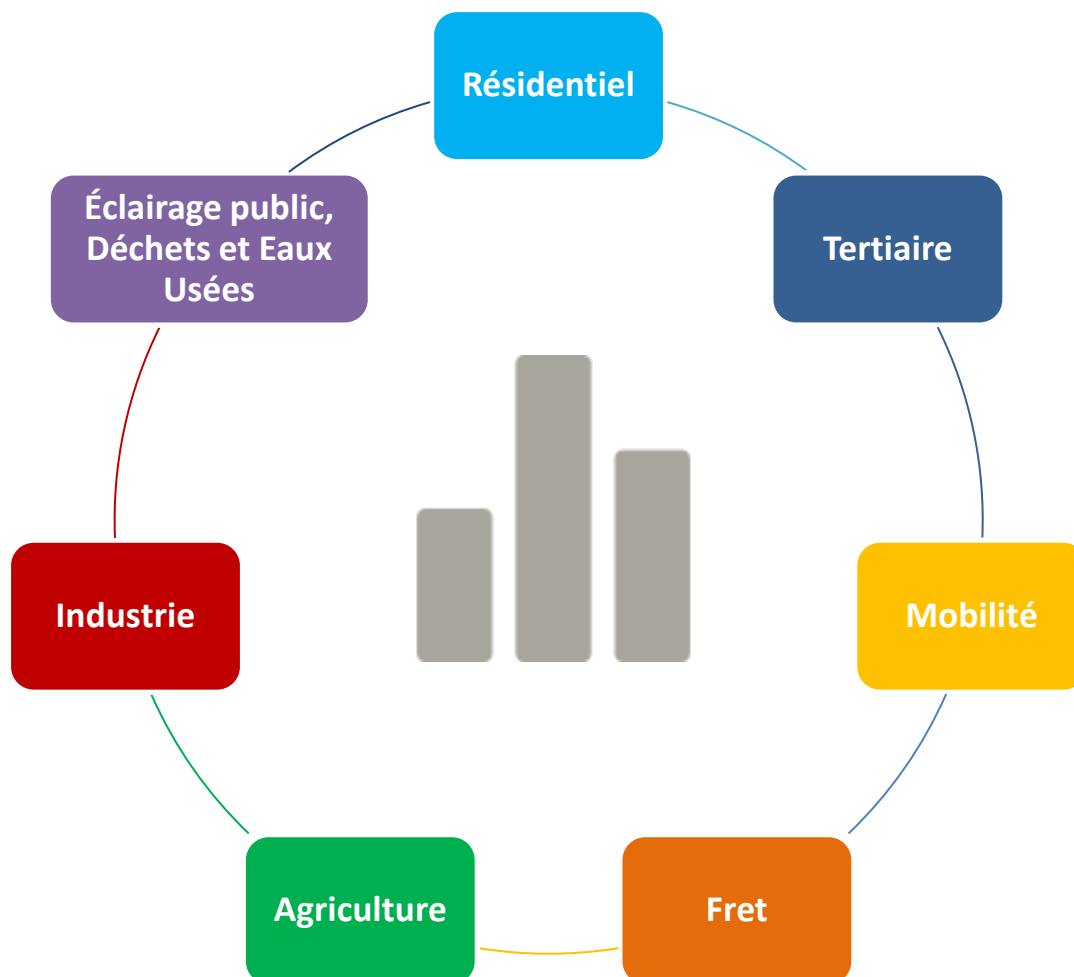 Résidentiel
Tertiaire
Mobilité
Fret
Agriculture
Industrie
Éclairage public,
Déchets et Eaux
Usées